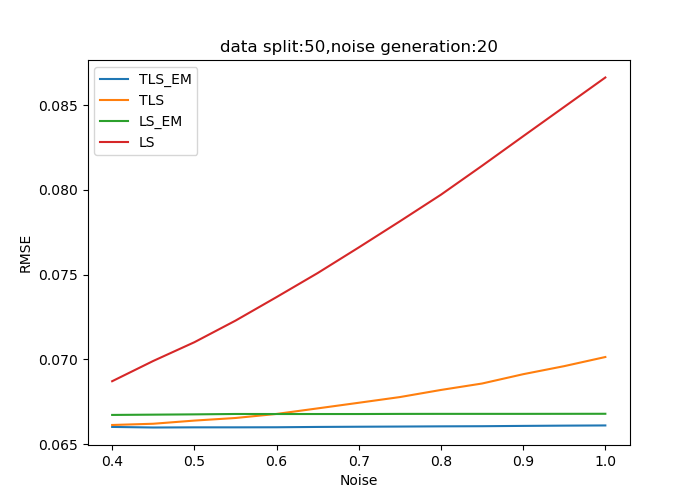 data split:50,noise generation:20
TLS_EM
TLS
LS_EM
LS
0.085
0.080
0.075
0.070
0.065
RMSE
0.4 0.5 0.6 0.7 0.8 0.9 1.0
Noise